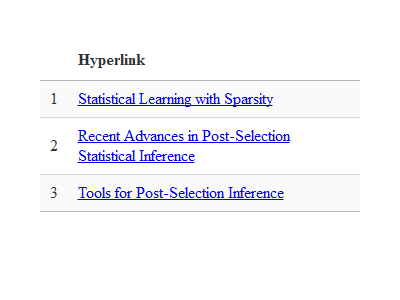 Hyperlink
1 Statistical Learning with Sparsity
2 Recent Advances in Post-Selection
Statistical Inference
3 Tools for Post-Selection Inference